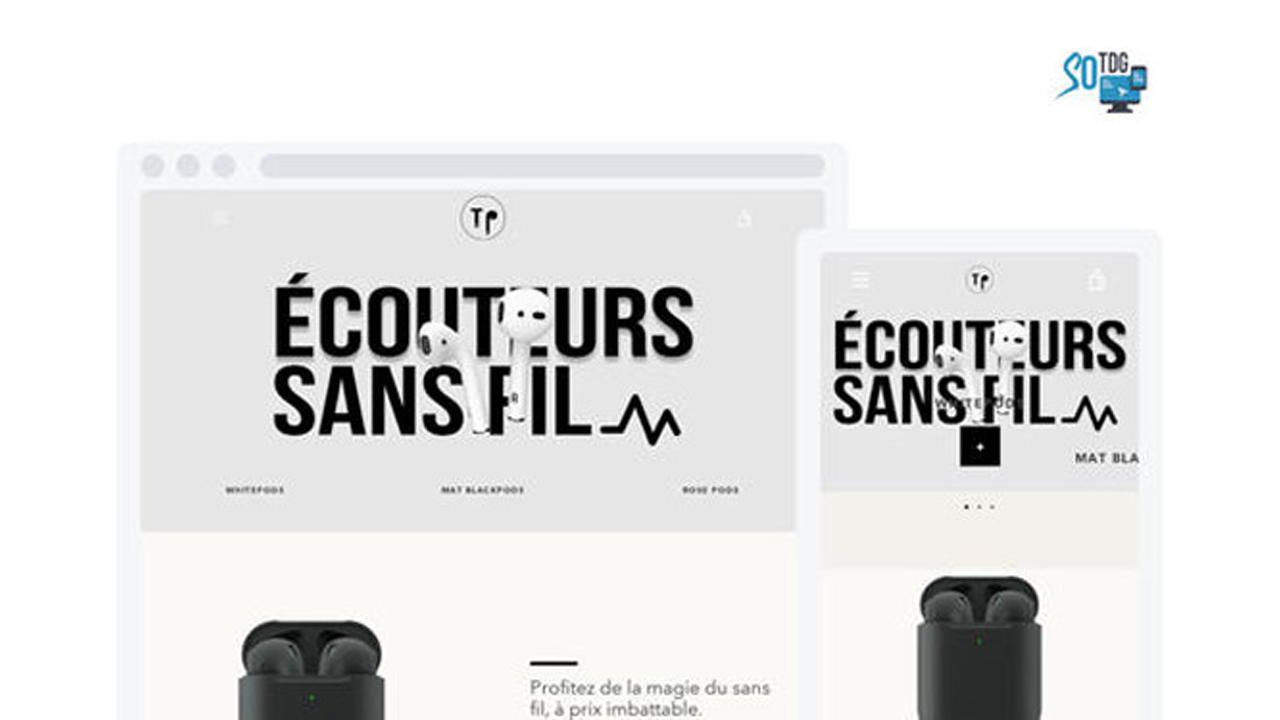 SO TDG
TP
ÉCOUTEURS
SANS FIL
WHITEPODS
MAT BLACKPODS
ROSE PODS
Profitez de la magie du sans
fil, à prix imbattable.
TP
ÉCOUTEURS
SANS FIL
WHITEPODS
MAT BLA